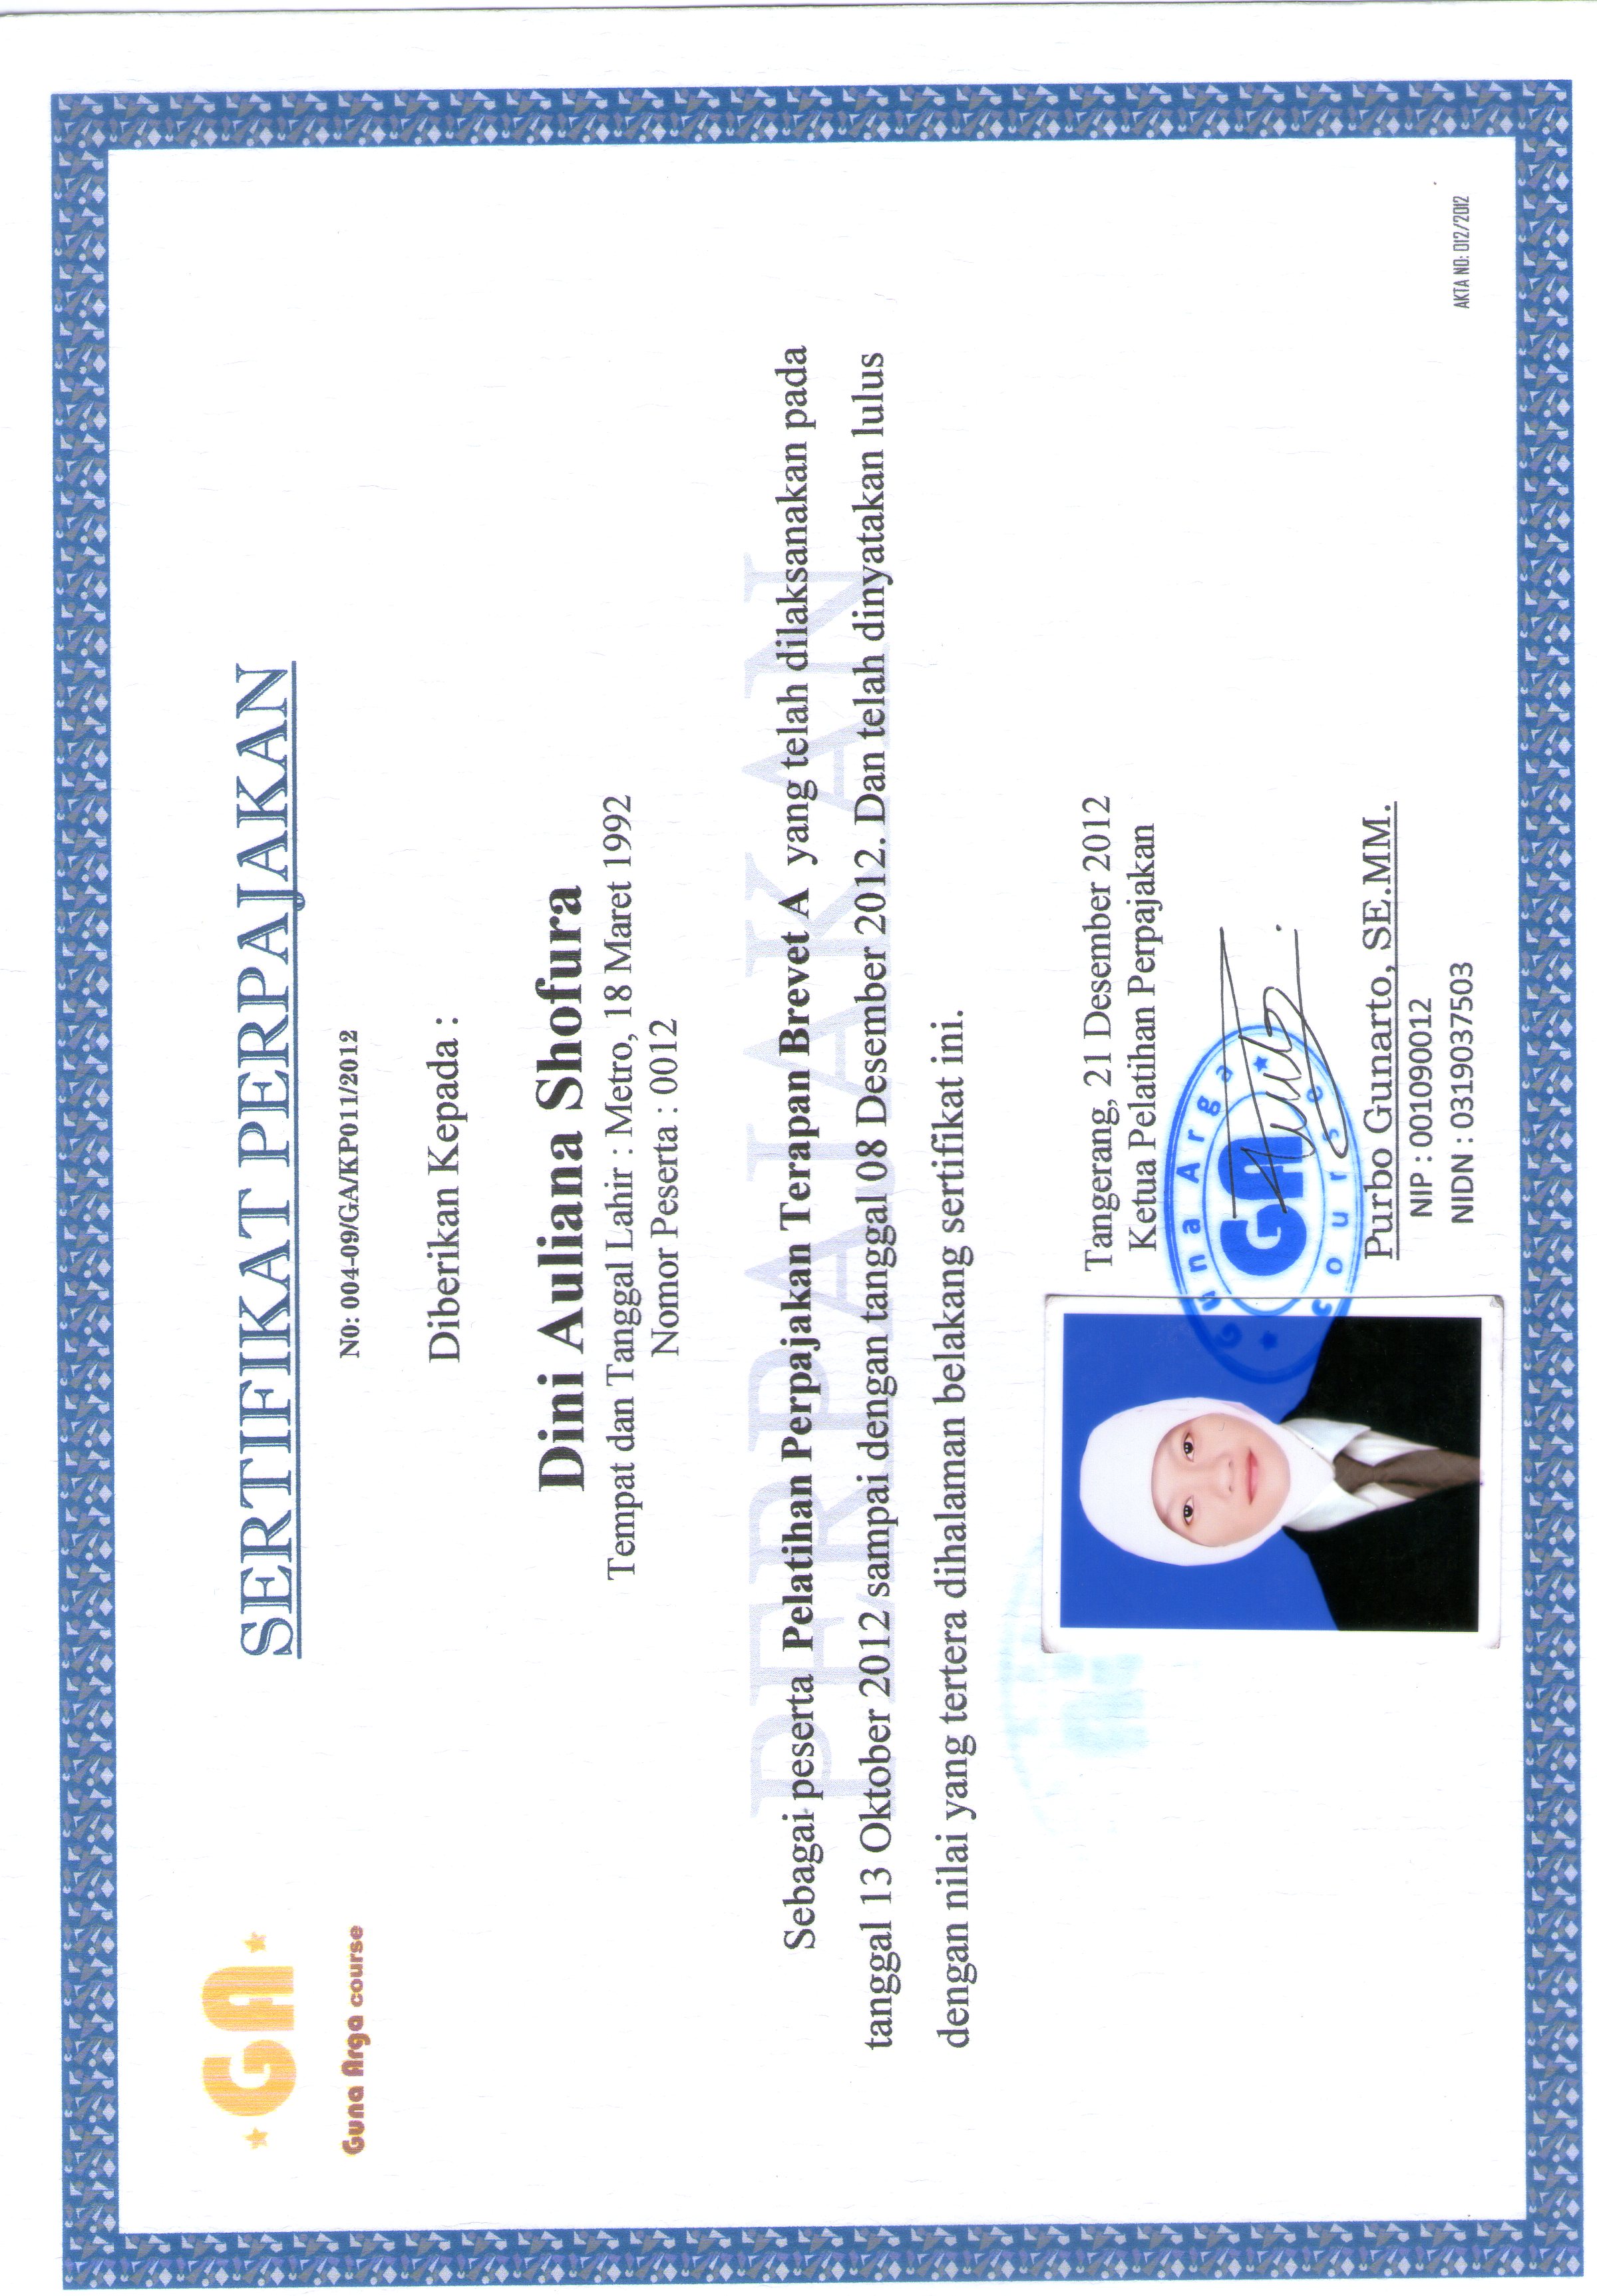 GA
Guna Arga course
SERTIFIKAT PERPAJAKAN
N0: 004-09/GA/KP011/2012
Diberikan Kepada :
Dini Auliana Shofura
Tempat dan Tanggal Lahir : Metro, 18 Maret 1992
Nomor Peserta : 0012
PERPAJAKAN
Sebagai peserta Pelatihan Perpajakan Terapan Brevet A yang telah dilaksanakan pada
tanggal 13 Oktober 2012 sampai dengan tanggal 08 Desember 2012. Dan telah dinyatakan lulus
dengan nilai yang tertera dihalaman belakang sertifikat ini.
Tangerang, 21 Desember 2012
Ketua Pelatihan Perpajakan
Guna Arga
GA
Course
Purbo Gunarto, SE.MM.
NIP : 001090012
NIDN : 0319037503
AKTA NO: 012/2012